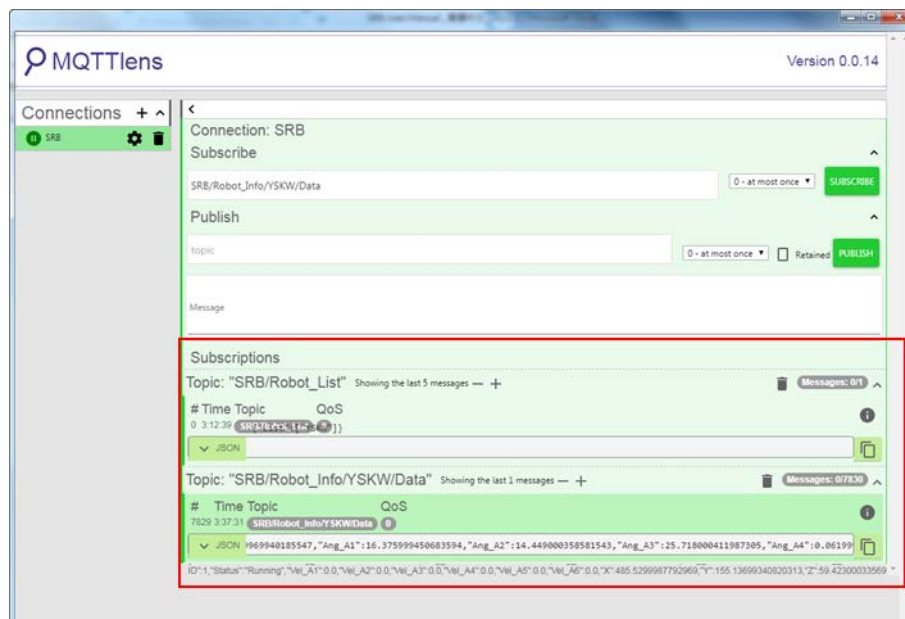 MQTTlens
Version 0.0.14
Connections
SRB
Connection: SRB
Subscribe
SRB/Robot_Info/YSKW/Data
0 - at most once
SUBSCRIBE
Publish
topic
0 - at most once
Retained
PUBLISH
Message
Subscriptions
Topic: "SRB/Robot_List" Showing the last 5 messages
Messages: 0/1
# Time Topic QoS
0 3:12:39
JSON
Topic: "SRB/Robot_Info/YSKW/Data" Showing the last 1 messages
Messages: 0/7830
# Time Topic QoS
7829 3:37:31 SRB/Robot_Info/YSKW/Data 0
JSON 969940185547,"Ang_A1":16.375999450683594,"Ang_A2":14.449000358581543,"Ang_A3":25.718000411987305,"Ang_A4":0.06199
ID":1,"Status":"Running","Vel_A1":0.0,"Vel_A2":0.0,"Vel_A3":0.0,"Vel_A4":0.0,"Vel_A5":0.0,"Vel_A6":0.0,"X":485.5299987792969,"Y":155.13699340820313,"Z":59.42300033569